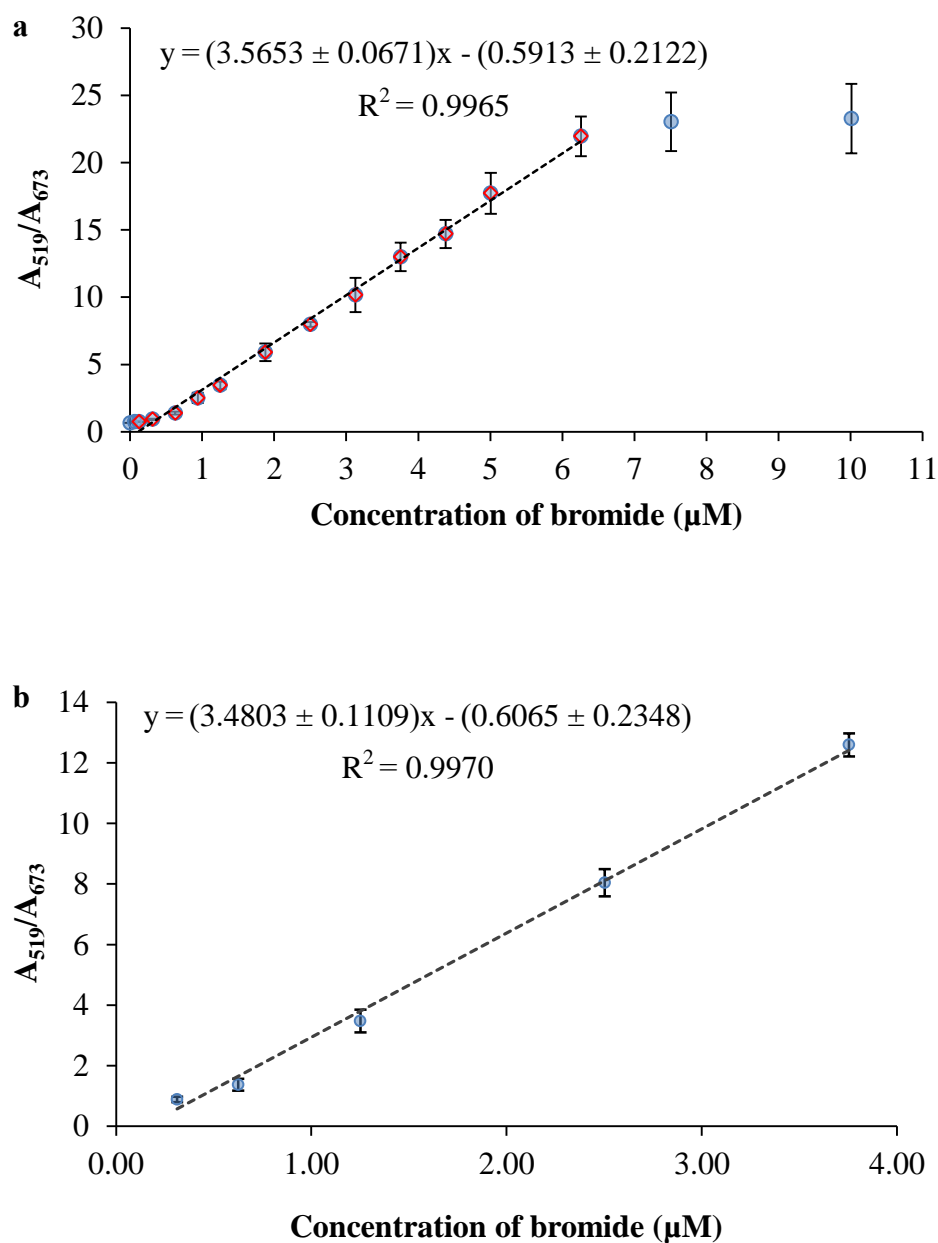 a
y = (3.5653 ± 0.0671)x - (0.5913 ± 0.2122)
R² = 0.9965
30
25
20
15
10
5
0
A₅₁₉/A₆₇₃
0 1 2 3 4 5 6 7 8 9 10 11
Concentration of bromide (µM)
b
y = (3.4803 ± 0.1109)x - (0.6065 ± 0.2348)
R² = 0.9970
14
12
10
8
6
4
2
0
A₅₁₉/A₆₇₃
0.00 1.00 2.00 3.00 4.00
Concentration of bromide (µM)